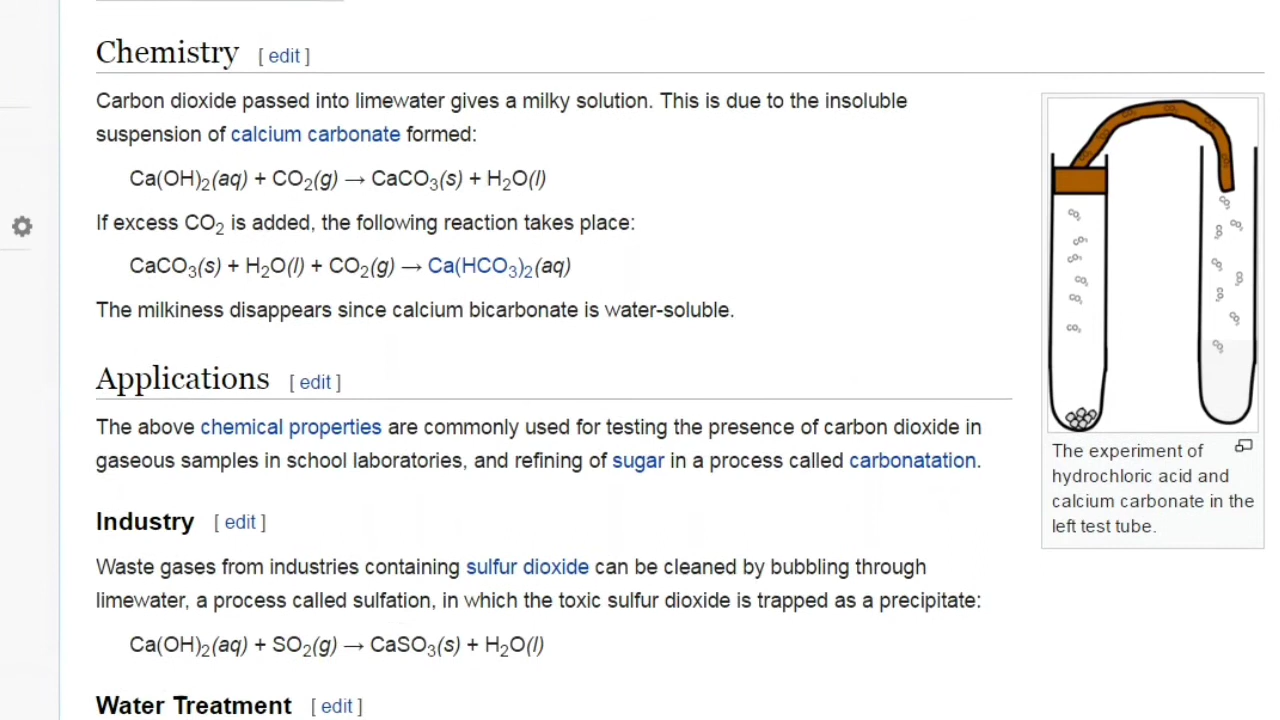 Chemistry [ edit ]
Carbon dioxide passed into limewater gives a milky solution. This is due to the insoluble
suspension of calcium carbonate formed:
Ca(OH)₂(aq) + CO₂(g) → CaCO₃(s) + H₂O(l)
If excess CO₂ is added, the following reaction takes place:
CaCO₃(s) + H₂O(l) + CO₂(g) → Ca(HCO₃)₂(aq)
The milkiness disappears since calcium bicarbonate is water-soluble.
Applications [ edit ]
The above chemical properties are commonly used for testing the presence of carbon dioxide in
gaseous samples in school laboratories, and refining of sugar in a process called carbonatation.
Industry [ edit ]
Waste gases from industries containing sulfur dioxide can be cleaned by bubbling through
limewater, a process called sulfation, in which the toxic sulfur dioxide is trapped as a precipitate:
Ca(OH)₂(aq) + SO₂(g) → CaSO₃(s) + H₂O(l)
Water Treatment [ edit ]
CO₂
CO₂
CO₂
CO₂
CO₂
CO₂
The experiment of
hydrochloric acid and
calcium carbonate in the
left test tube.